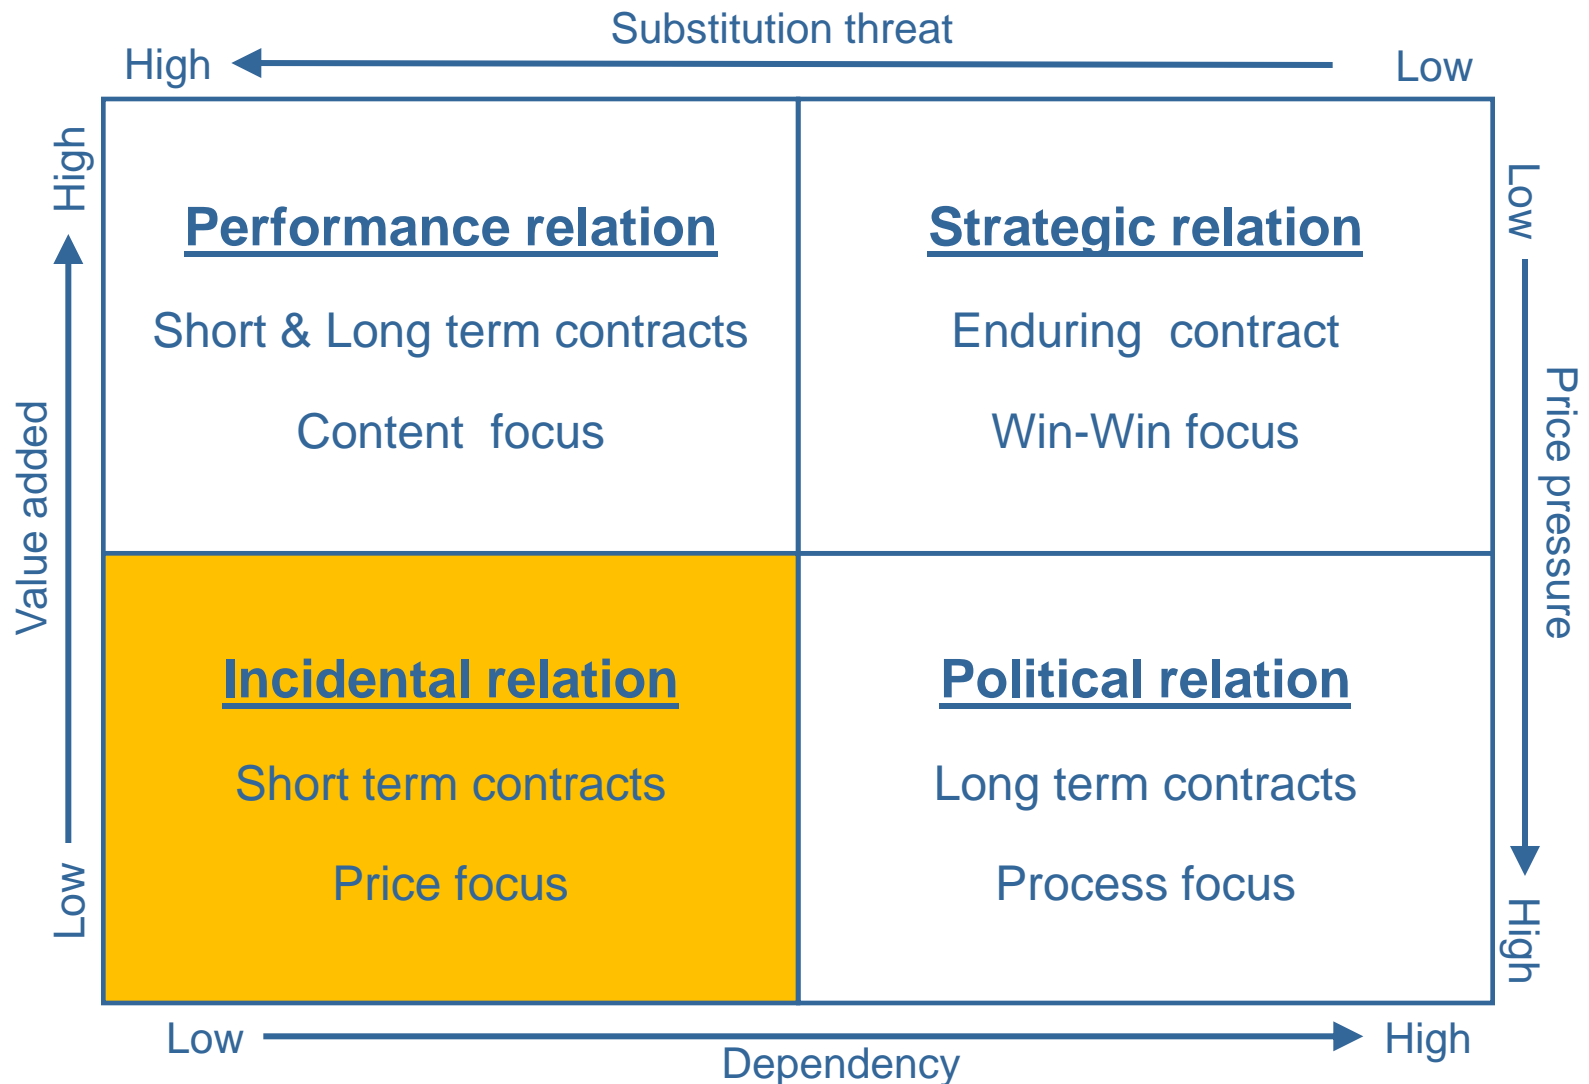 Substitution threat
High
Low
High
Low
Performance relation
Strategic relation
Short & Long term contracts
Enduring contract
Content focus
Win-Win focus
Value added
Price pressure
Incidental relation
Political relation
Short term contracts
Long term contracts
Price focus
Process focus
Low
High
Low
High
Dependency